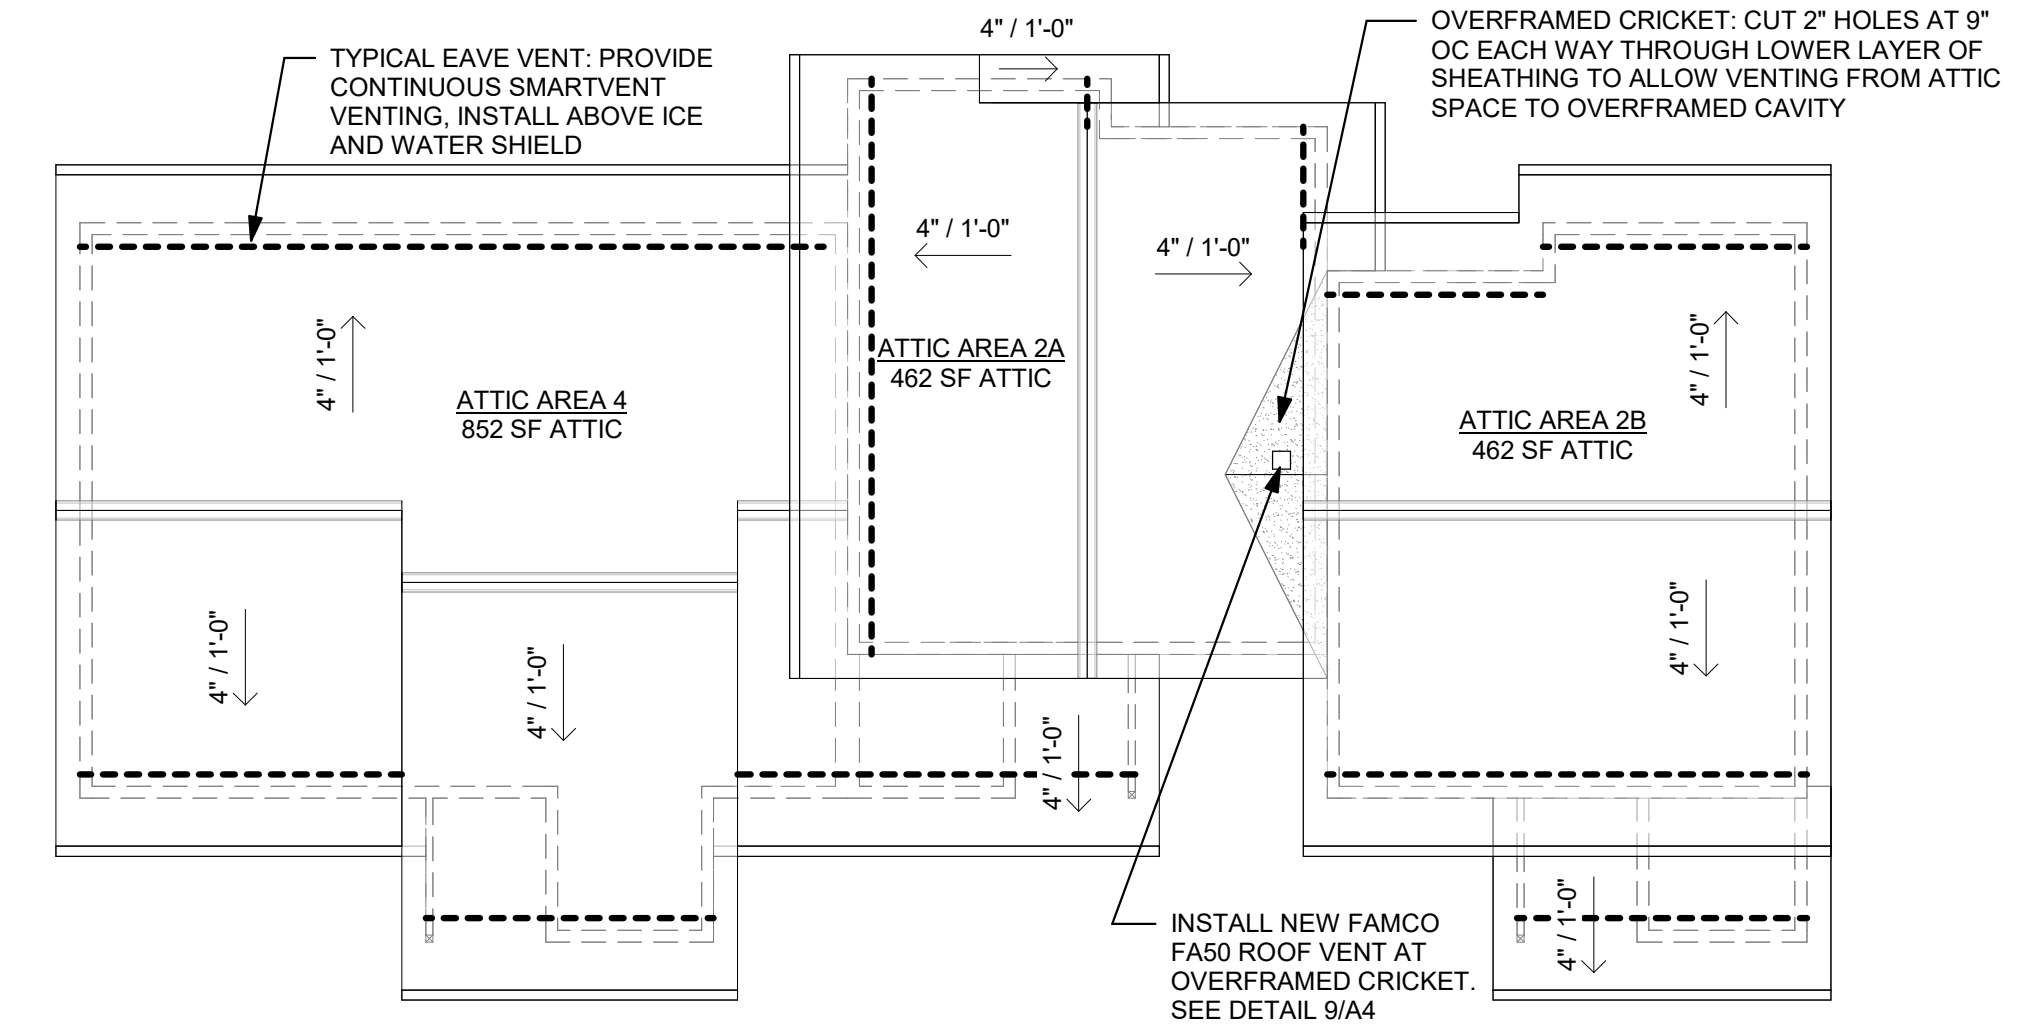 4" / 1'-0"
OVERFRAMED CRICKET: CUT 2" HOLES AT 9"
OC EACH WAY THROUGH LOWER LAYER OF
SHEATHING TO ALLOW VENTING FROM ATTIC
SPACE TO OVERFRAMED CAVITY
TYPICAL EAVE VENT: PROVIDE
CONTINUOUS SMARTVENT
VENTING, INSTALL ABOVE ICE
AND WATER SHIELD
4" / 1'-0"
4" / 1'-0"
4" / 1'-0"
ATTIC AREA 2A
462 SF ATTIC
4" / 1'-0"
ATTIC AREA 4
852 SF ATTIC
ATTIC AREA 2B
462 SF ATTIC
4" / 1'-0"
4" / 1'-0"
4" / 1'-0"
4" / 1'-0"
4" / 1'-0"
INSTALL NEW FAMCO
FA50 ROOF VENT AT
OVERFRAMED CRICKET.
SEE DETAIL 9/A4